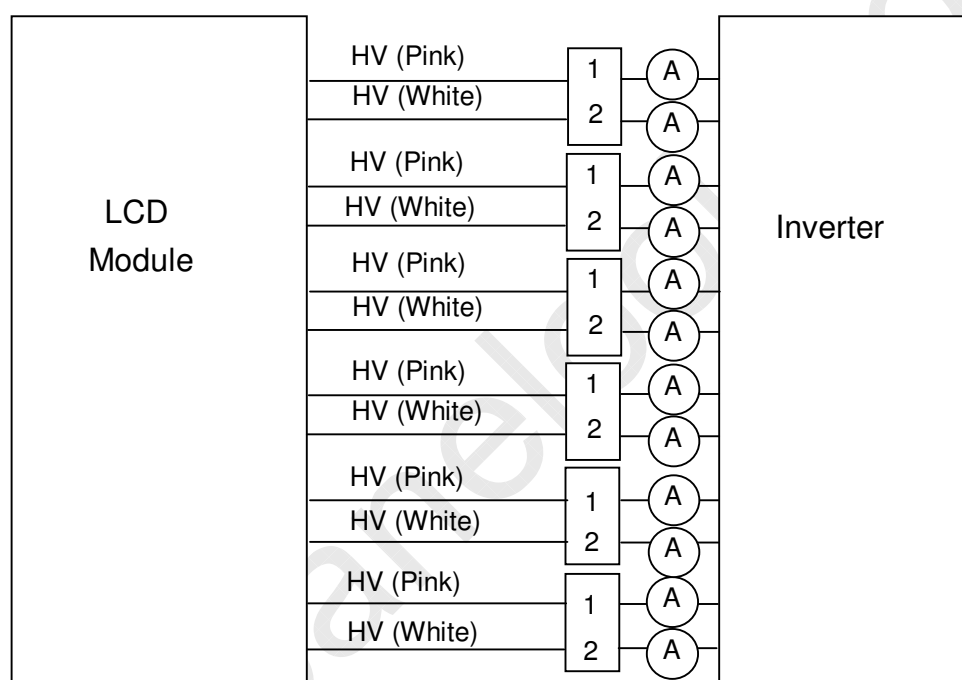 LCD
Module
HV (Pink)
1
A
HV (White)
2
A
HV (Pink)
1
A
HV (White)
2
A
HV (Pink)
1
A
HV (White)
2
A
HV (Pink)
1
A
HV (White)
2
A
HV (Pink)
1
A
HV (White)
2
A
HV (Pink)
1
A
HV (White)
2
A
Inverter